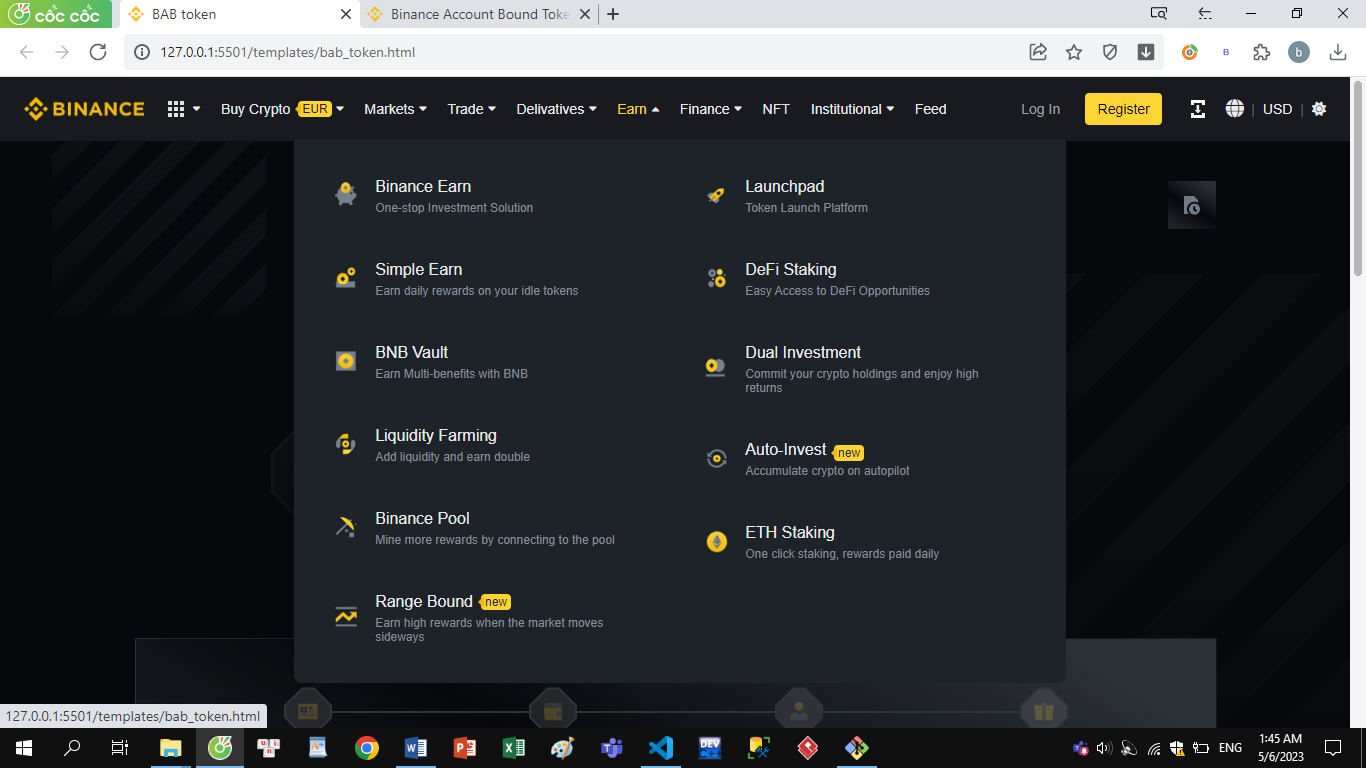 cốc cốc
BAB token
Binance Account Bound Toke
127.0.0.1:5501/templates/bab_token.html
B
b
BINANCE
Buy Crypto EUR
Markets
Trade
Delivatives
Earn
Finance
NFT
Institutional
Feed
Log In
Register
USD
Binance Earn
One-stop Investment Solution
Simple Earn
Earn daily rewards on your idle tokens
BNB Vault
Earn Multi-benefits with BNB
Liquidity Farming
Add liquidity and earn double
Binance Pool
Mine more rewards by connecting to the pool
Range Bound new
Earn high rewards when the market moves
sideways
Launchpad
Token Launch Platform
DeFi Staking
Easy Access to DeFi Opportunities
Dual Investment
Commit your crypto holdings and enjoy high
returns
Auto-Invest new
Accumulate crypto on autopilot
ETH Staking
One click staking, rewards paid daily
127.0.0.1:5501/templates/bab_token.html
DEV
ENG
1:45 AM
5/6/2023